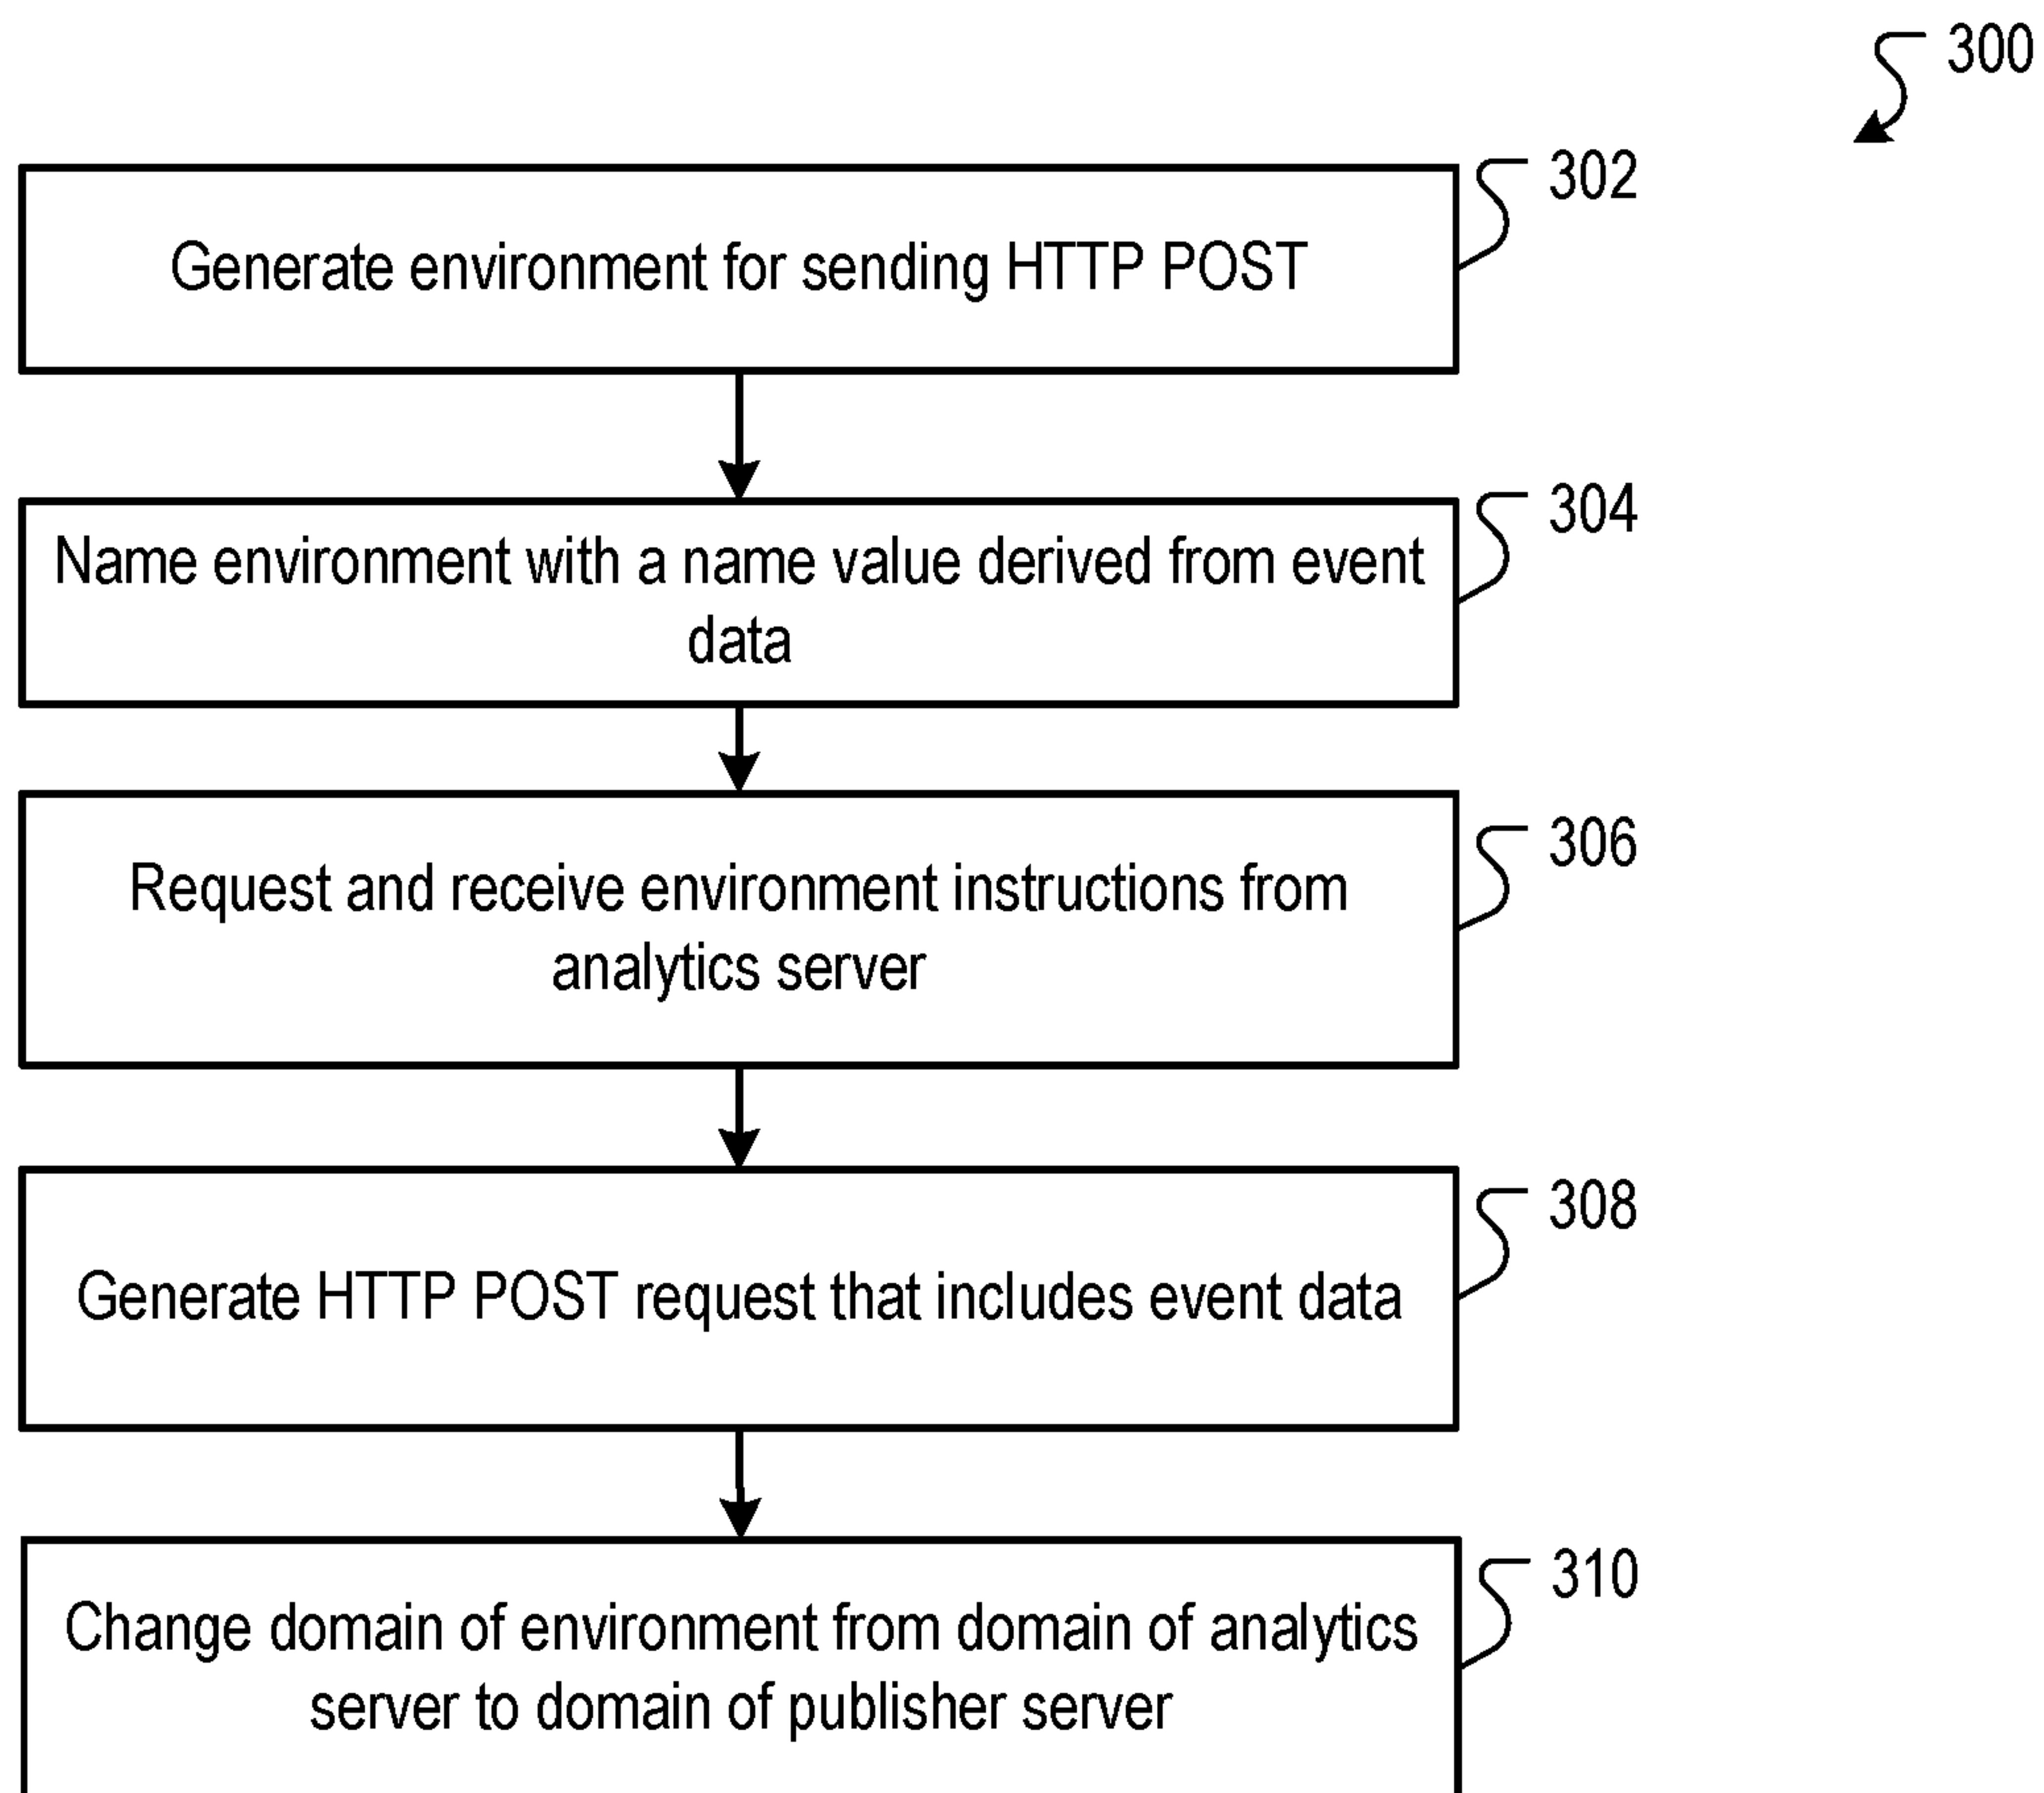 300
302
Generate environment for sending HTTP POST
304
Name environment with a name value derived from event
data
306
Request and receive environment instructions from
analytics server
308
Generate HTTP POST request that includes event data
310
Change domain of environment from domain of analytics
server to domain of publisher server